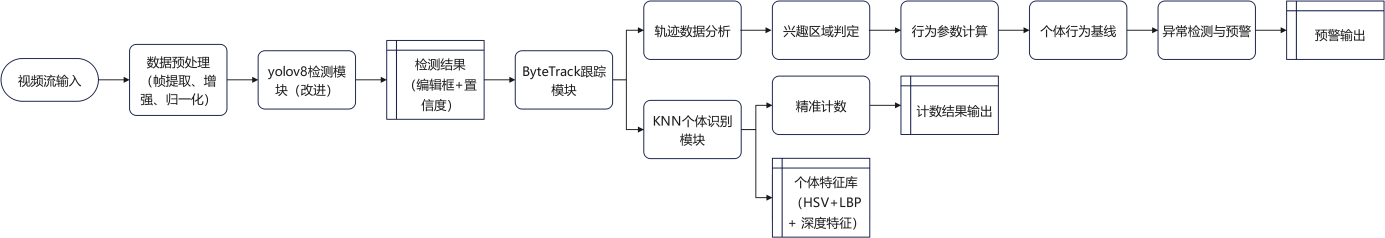 视频流输入
数据预处理
（帧提取、增
强、归一化）
yolov8检测模
块（改进）
检测结果
（编辑框+置
信度）
ByteTrack跟踪
模块
轨迹数据分析
兴趣区域判定
行为参数计算
个体行为基线
异常检测与预警
预警输出
KNN个体识别
模块
精准计数
计数结果输出
个体特征库
（HSV+LBP
+ 深度特征）